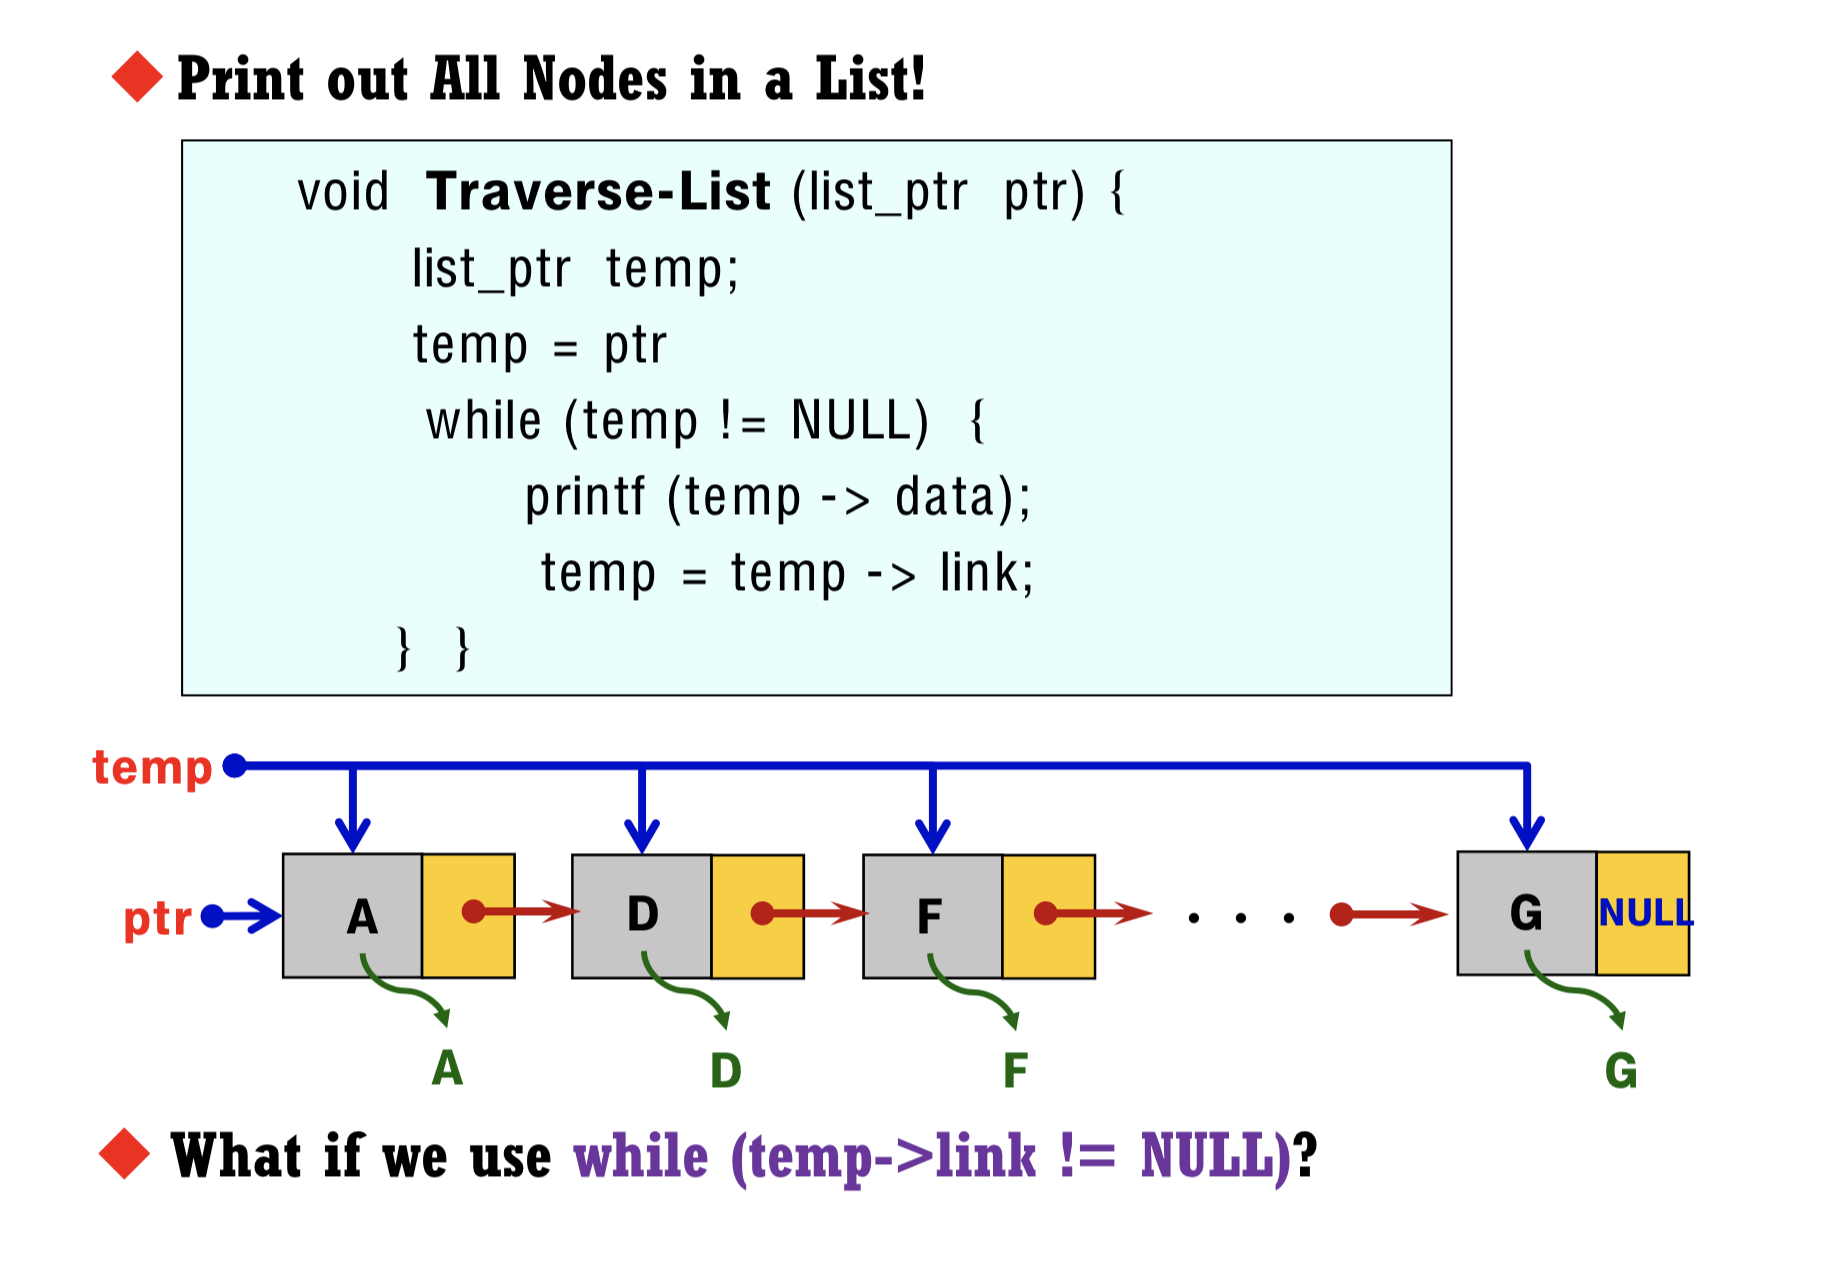 Print out All Nodes in a List!
void Traverse-List (list_ptr ptr) {
list_ptr temp;
temp = ptr
while (temp != NULL) {
printf (temp -> data);
temp = temp -> link;
} }
temp
ptr A D F . . . G NULL
A D F G
What if we use while (temp->link != NULL)?